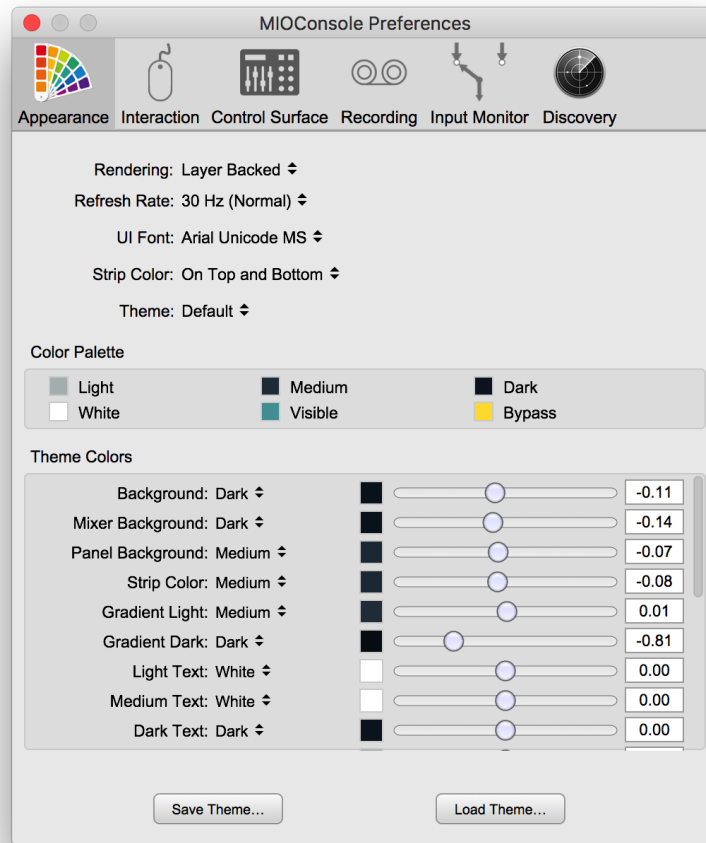 MIOConsole Preferences
Appearance Interaction Control Surface Recording Input Monitor Discovery
Rendering: Layer Backed
Refresh Rate: 30 Hz (Normal)
UI Font: Arial Unicode MS
Strip Color: On Top and Bottom
Theme: Default
Color Palette
Light Medium Dark
White Visible Bypass
Theme Colors
Background: Dark -0.11
Mixer Background: Dark -0.14
Panel Background: Medium -0.07
Strip Color: Medium -0.08
Gradient Light: Medium 0.01
Gradient Dark: Dark -0.81
Light Text: White 0.00
Medium Text: White 0.00
Dark Text: Dark 0.00
Save Theme... Load Theme...